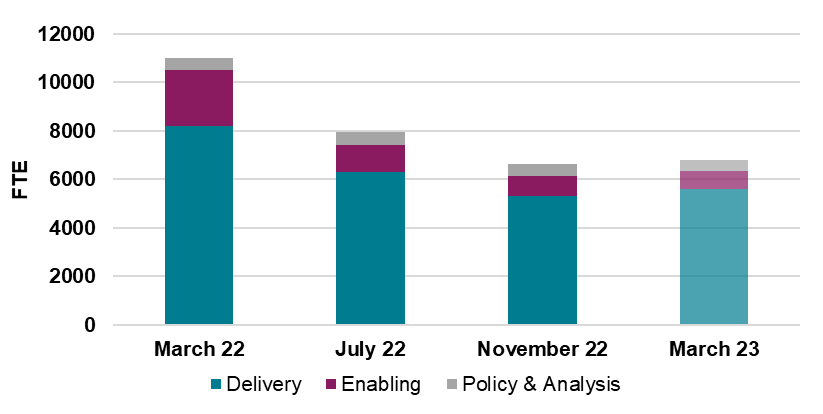 12000
10000
8000
6000
4000
2000
0
FTE
March 22 July 22 November 22 March 23
Delivery Enabling Policy & Analysis